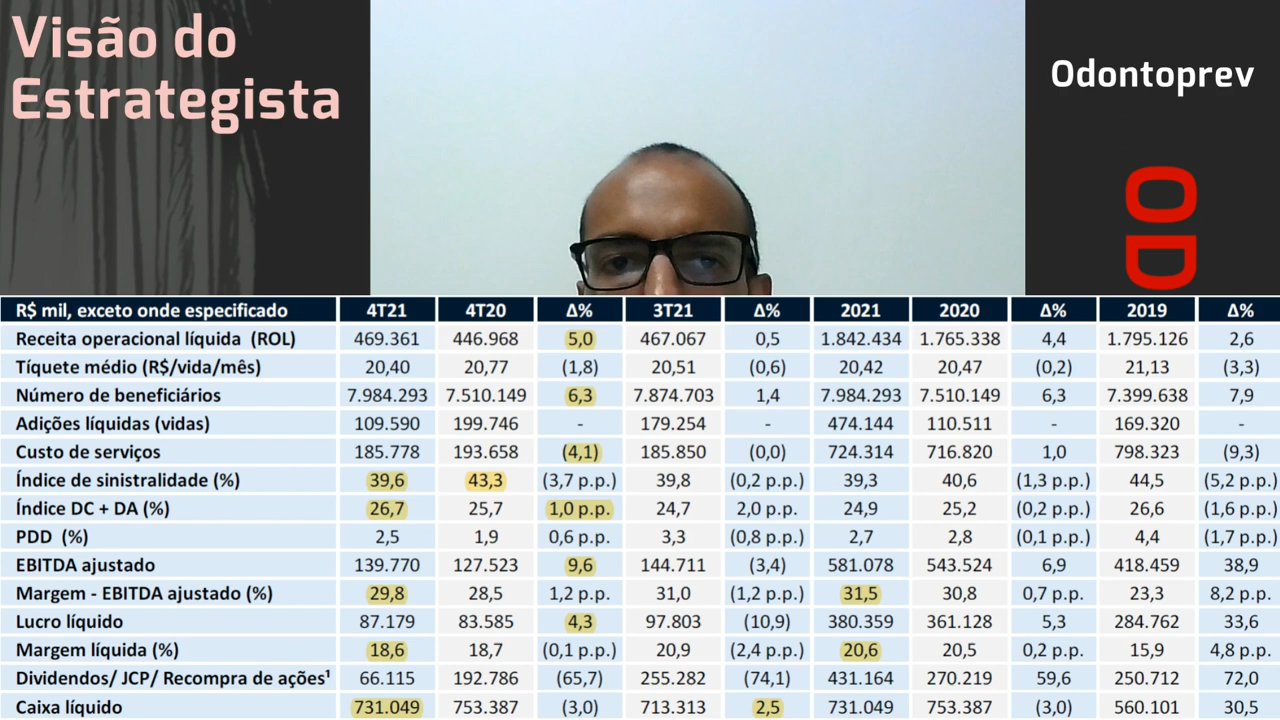 Visão do
Estrategista
Odontoprev
OD
R$ mil, exceto onde especificado 4T21 4T20 Δ% 3T21 Δ% 2021 2020 Δ% 2019 Δ%
Receita operacional líquida (ROL) 469.361 446.968 5,0 467.067 0,5 1.842.434 1.765.338 4,4 1.795.126 2,6
Tíquete médio (R$/vida/mês) 20,40 20,77 (1,8) 20,51 (0,6) 20,42 20,47 (0,2) 21,13 (3,3)
Número de beneficiários 7.984.293 7.510.149 6,3 7.874.703 1,4 7.984.293 7.510.149 6,3 7.399.638 7,9
Adições líquidas (vidas) 109.590 199.746 - 179.254 - 474.144 110.511 - 169.320 -
Custo de serviços 185.778 193.658 (4,1) 185.850 (0,0) 724.314 716.820 1,0 798.323 (9,3)
Índice de sinistralidade (%) 39,6 43,3 (3,7 p.p.) 39,8 (0,2 p.p.) 39,3 40,6 (1,3 p.p.) 44,5 (5,2 p.p.)
Índice DC + DA (%) 26,7 25,7 1,0 p.p. 24,7 2,0 p.p. 24,9 25,2 (0,2 p.p.) 26,6 (1,6 p.p.)
PDD (%) 2,5 1,9 0,6 p.p. 3,3 (0,8 p.p.) 2,7 2,8 (0,1 p.p.) 4,4 (1,7 p.p.)
EBITDA ajustado 139.770 127.523 9,6 144.711 (3,4) 581.078 543.524 6,9 418.459 38,9
Margem - EBITDA ajustado (%) 29,8 28,5 1,2 p.p. 31,0 (1,2 p.p.) 31,5 30,8 0,7 p.p. 23,3 8,2 p.p.
Lucro líquido 87.179 83.585 4,3 97.803 (10,9) 380.359 361.128 5,3 284.762 33,6
Margem líquida (%) 18,6 18,7 (0,1 p.p.) 20,9 (2,4 p.p.) 20,6 20,5 0,2 p.p. 15,9 4,8 p.p.
Dividendos/ JCP/ Recompra de ações¹ 66.115 192.786 (65,7) 255.282 (74,1) 431.164 270.219 59,6 250.712 72,0
Caixa líquido 731.049 753.387 (3,0) 713.313 2,5 731.049 753.387 (3,0) 560.101 30,5